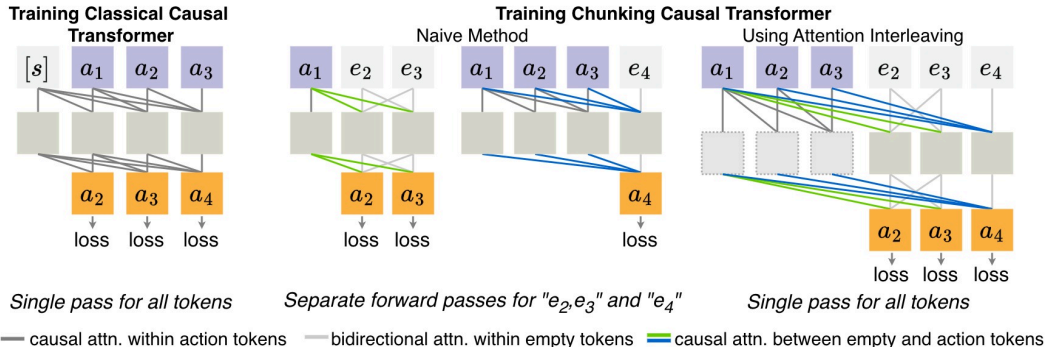 Training Classical Causal
Transformer
Training Chunking Causal Transformer
Naive Method
Using Attention Interleaving
[s] a1 a2 a3
a1 e2 e3
a1 a2 a3 e4
a1 a2 a3 e2 e3 e4
a2 a3 a4
loss loss loss
a2 a3
loss loss
a4
loss
a2 a3 a4
loss loss loss
Single pass for all tokens
Separate forward passes for "e2,e3" and "e4"
Single pass for all tokens
causal attn. within action tokens
bidirectional attn. within empty tokens
causal attn. between empty and action tokens